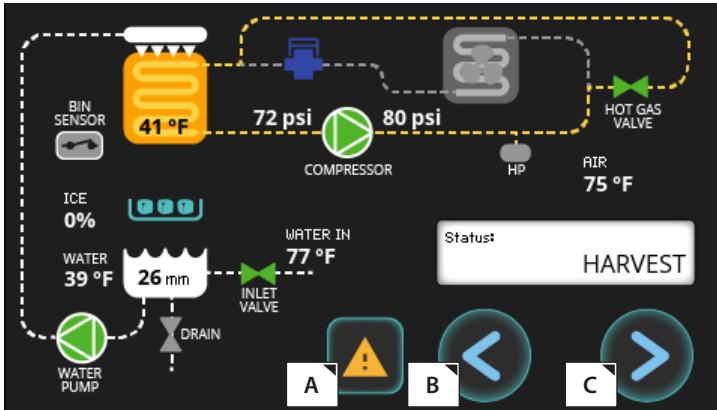 BIN
SENSOR
41 °F
72 psi
80 psi
COMPRESSOR
HP
HOT GAS
VALVE
AIR
75 °F
ICE
0%
WATER
39 °F
26 mm
WATER IN
77 °F
INLET
VALVE
DRAIN
WATER
PUMP
Status:
HARVEST
A
B
C